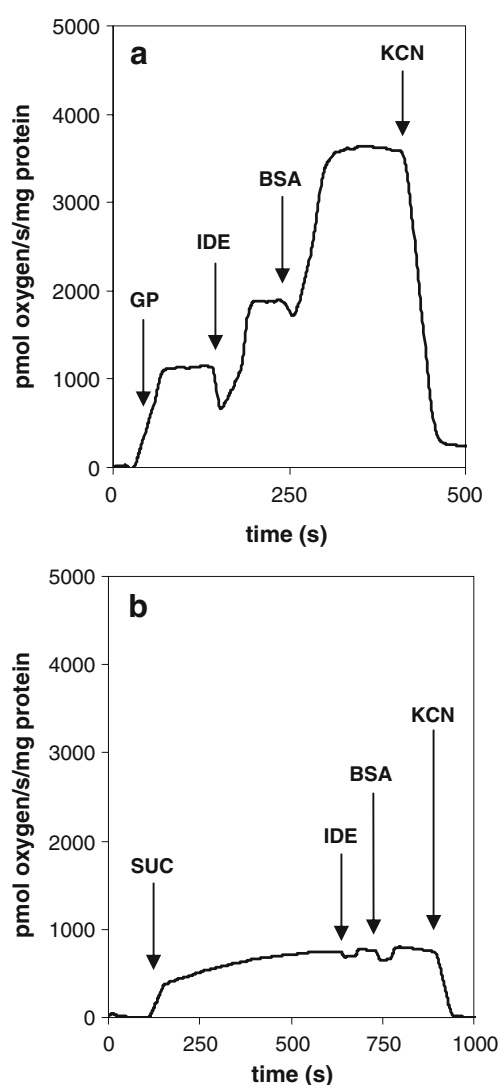 a
5000
4000
3000
2000
1000
0
pmol oxygen/s/mg protein
GP
IDE
BSA
KCN
0 250 500
time (s)
b
5000
4000
3000
2000
1000
0
pmol oxygen/s/mg protein
SUC
IDE
BSA
KCN
0 250 500 750 1000
time (s)